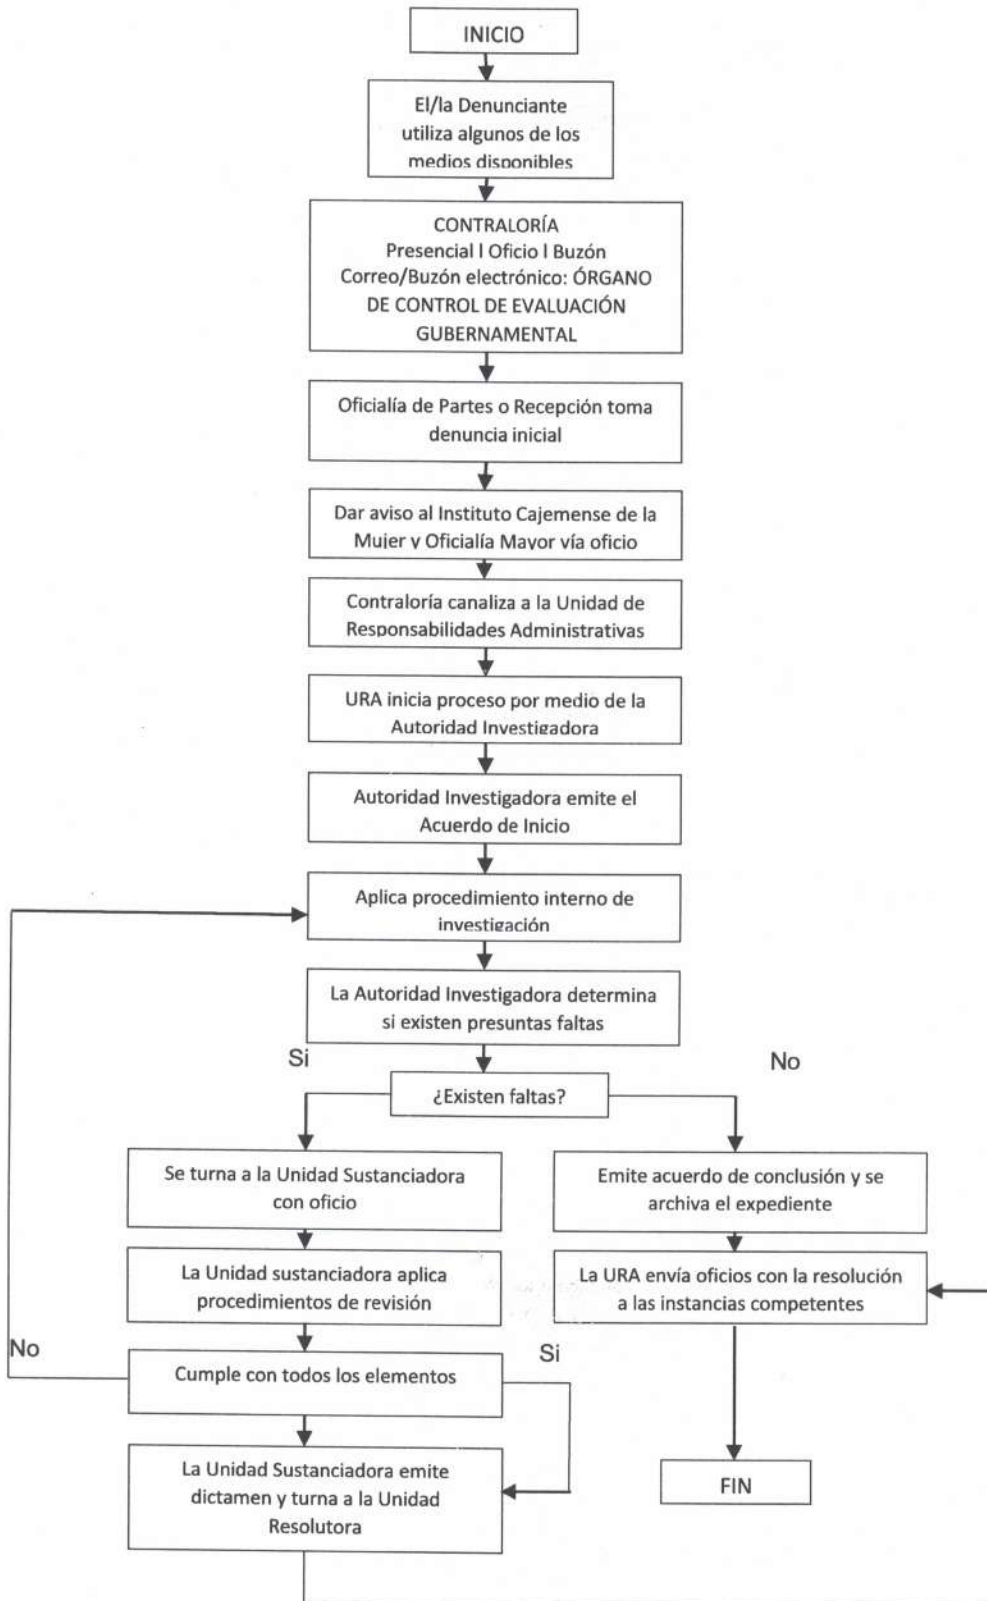 INICIO
El/la Denunciante
utiliza algunos de los
medios disponibles
CONTRALORÍA
Presencial l Oficio l Buzón
Correo/Buzón electrónico: ÓRGANO
DE CONTROL DE EVALUACIÓN
GUBERNAMENTAL
Oficialía de Partes o Recepción toma
denuncia inicial
Dar aviso al Instituto Cajemense de la
Mujer y Oficialía Mayor vía oficio
Contraloría canaliza a la Unidad de
Responsabilidades Administrativas
URA inicia proceso por medio de la
Autoridad Investigadora
Autoridad Investigadora emite el
Acuerdo de Inicio
Aplica procedimiento interno de
investigación
La Autoridad Investigadora determina
si existen presuntas faltas
Si
No
¿Existen faltas?
Se turna a la Unidad Sustanciadora
con oficio
Emite acuerdo de conclusión y se
archiva el expediente
La Unidad sustanciadora aplica
procedimientos de revisión
La URA envía oficios con la resolución
a las instancias competentes
No
Si
Cumple con todos los elementos
La Unidad Sustanciadora emite
dictamen y turna a la Unidad
Resolutora
FIN